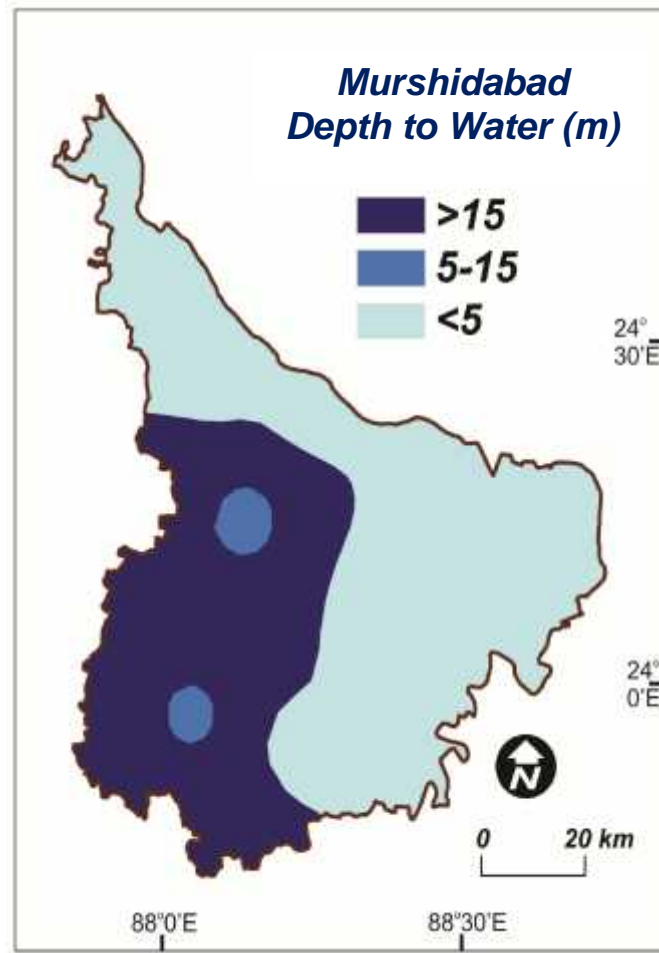 Murshidabad
Depth to Water (m)
>15
5-15
<5
24°
30'E
24°
0'E
N
0 20 km
88°0'E 88°30'E